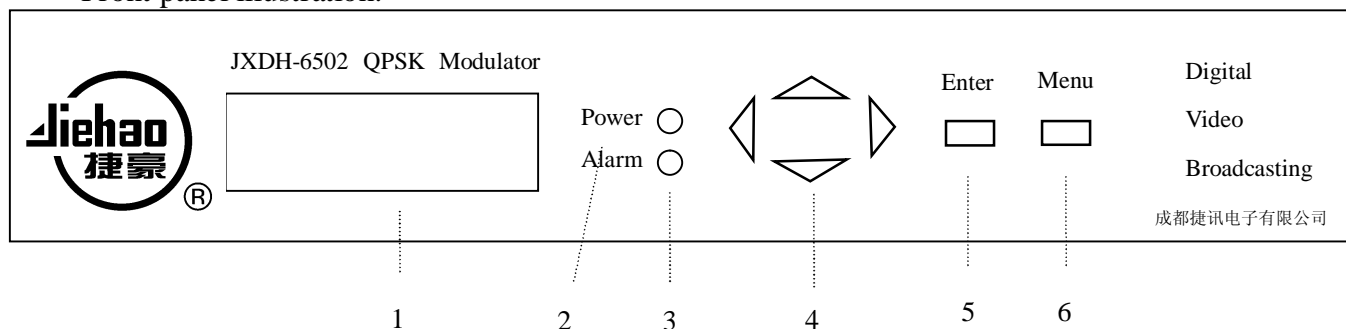 Front panel illustration:
JXDH-6502 QPSK Modulator
Jiehao
捷豪
®
Power
Alarm
Enter
Menu
Digital
Video
Broadcasting
成都捷讯电子有限公司
1 2 3 4 5 6